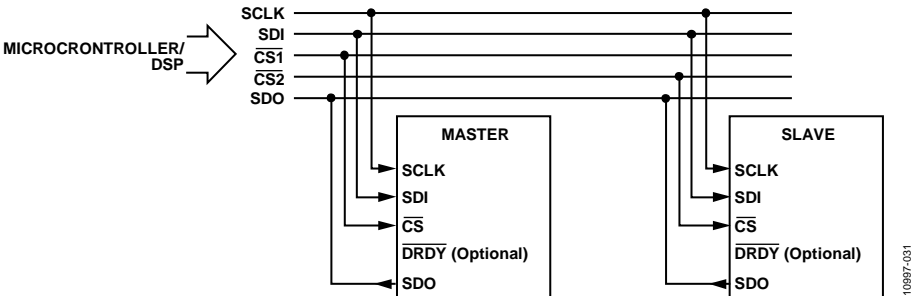 SCLK
SDI
MICROCRONTROLLER/
DSP
CS1
CS2
SDO
MASTER
SCLK
SDI
CS
DRDY (Optional)
SDO
SLAVE
SCLK
SDI
CS
DRDY (Optional)
SDO
10997-031